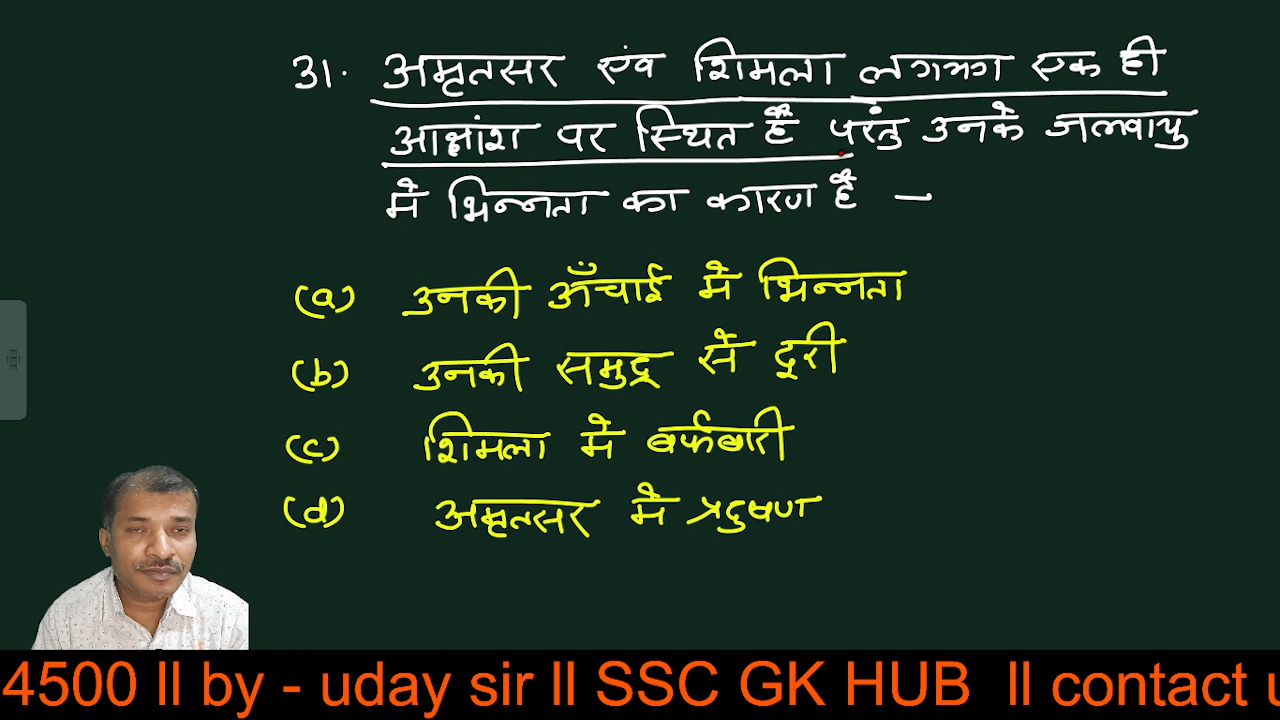 31. अमृतसर एंव शिमला लगभग एक ही
आक्षांश पर स्थित हैं परंतु उनके जलवायु
में भिन्नता का कारण हैं –
(a) उनकी ऊँचाई में भिन्नता
(b) उनकी समुद्र से दूरी
(c) शिमला में बर्फबारी
(d) अमृतसर में प्रदुषण
4500 ll by - uday sir ll SSC GK HUB ll contact u